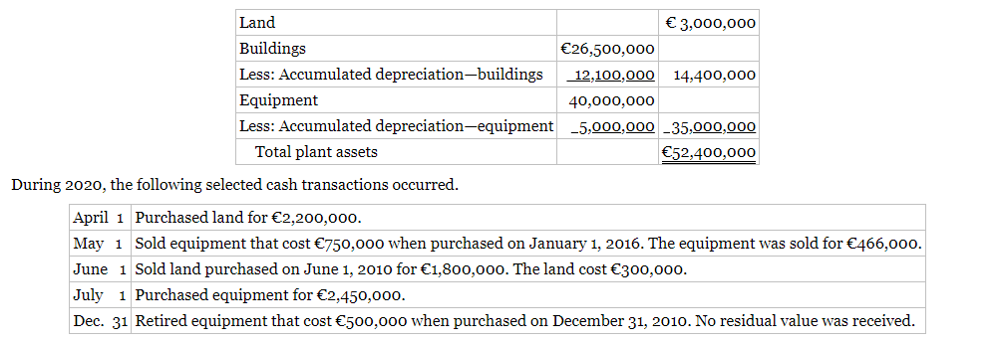 Land € 3,000,000
Buildings €26,500,000
Less: Accumulated depreciation—buildings 12,100,000 14,400,000
Equipment 40,000,000
Less: Accumulated depreciation—equipment 5,000,000 35,000,000
Total plant assets €52,400,000
During 2020, the following selected cash transactions occurred.
April 1 Purchased land for €2,200,000.
May 1 Sold equipment that cost €750,000 when purchased on January 1, 2016. The equipment was sold for €466,000.
June 1 Sold land purchased on June 1, 2010 for €1,800,000. The land cost €300,000.
July 1 Purchased equipment for €2,450,000.
Dec. 31 Retired equipment that cost €500,000 when purchased on December 31, 2010. No residual value was received.